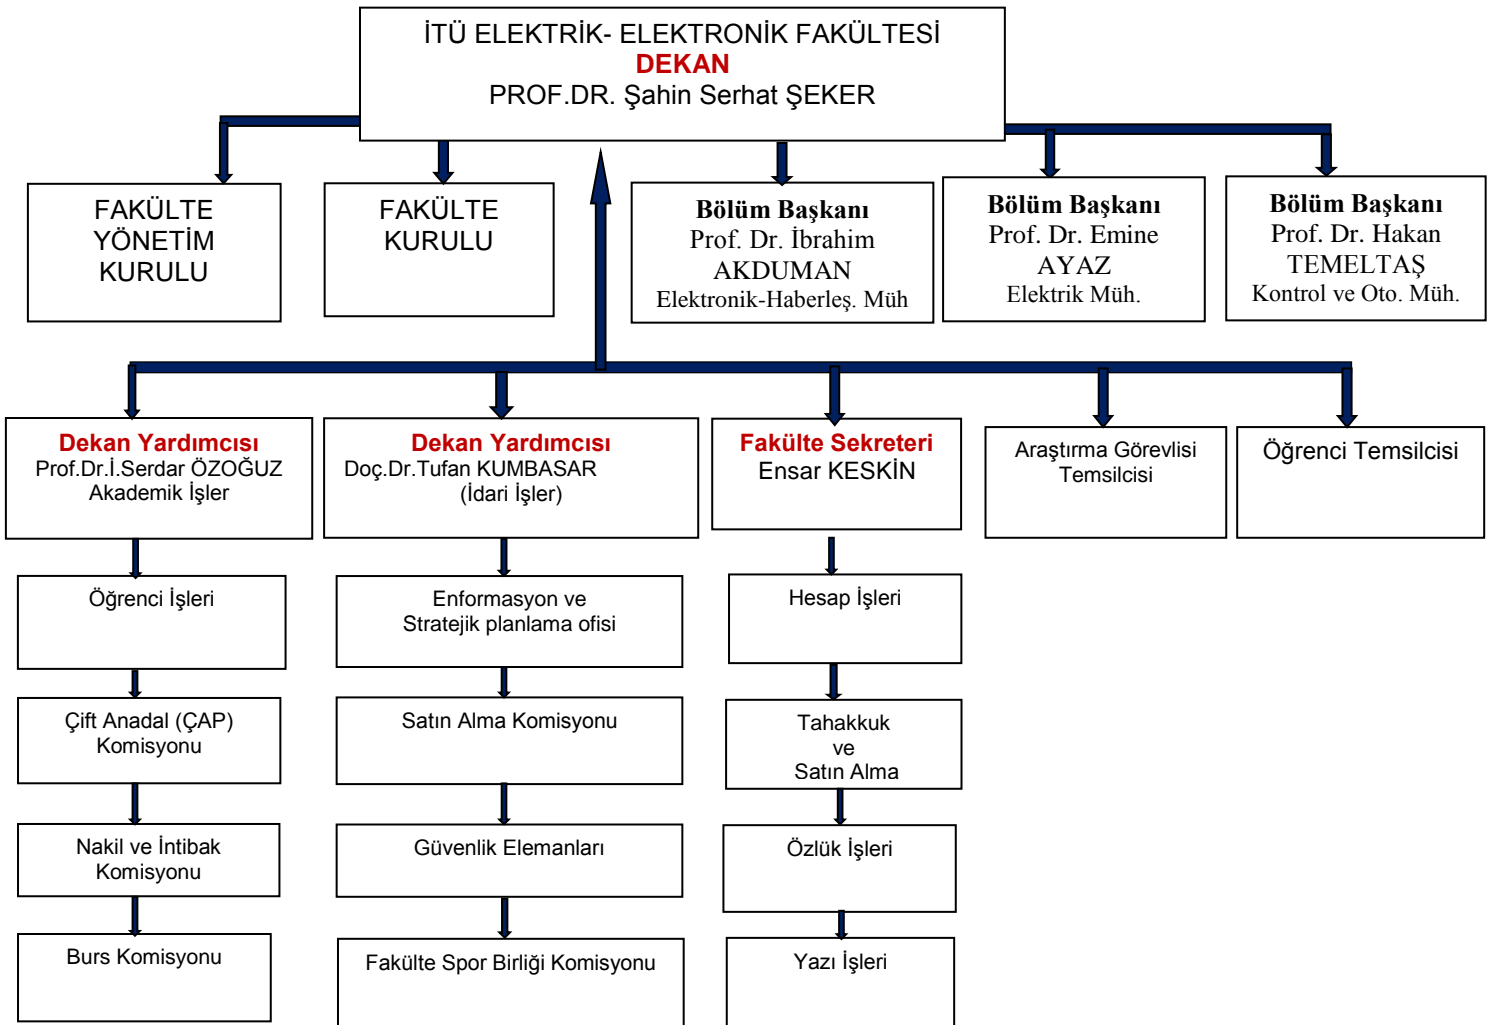 İTÜ ELEKTRİK- ELEKTRONİK FAKÜLTESİ
DEKAN
PROF.DR. Şahin Serhat ŞEKER
FAKÜLTE
YÖNETİM
KURULU
FAKÜLTE
KURULU
Bölüm Başkanı
Prof. Dr. İbrahim
AKDUMAN
Elektronik-Haberleş. Müh
Bölüm Başkanı
Prof. Dr. Emine
AYAZ
Elektrik Müh.
Bölüm Başkanı
Prof. Dr. Hakan
TEMELTAŞ
Kontrol ve Oto. Müh.
Dekan Yardımcısı
Prof.Dr.İ.Serdar ÖZOĞUZ
Akademik İşler
Dekan Yardımcısı
Doç.Dr.Tufan KUMBASAR
(İdari İşler)
Fakülte Sekreteri
Ensar KESKİN
Araştırma Görevlisi
Temsilcisi
Öğrenci Temsilcisi
Öğrenci İşleri
Enformasyon ve
Stratejik planlama ofisi
Hesap İşleri
Çift Anadal (ÇAP)
Komisyonu
Satın Alma Komisyonu
Tahakkuk
ve
Satın Alma
Nakil ve İntibak
Komisyonu
Güvenlik Elemanları
Özlük İşleri
Burs Komisyonu
Fakülte Spor Birliği Komisyonu
Yazı İşleri